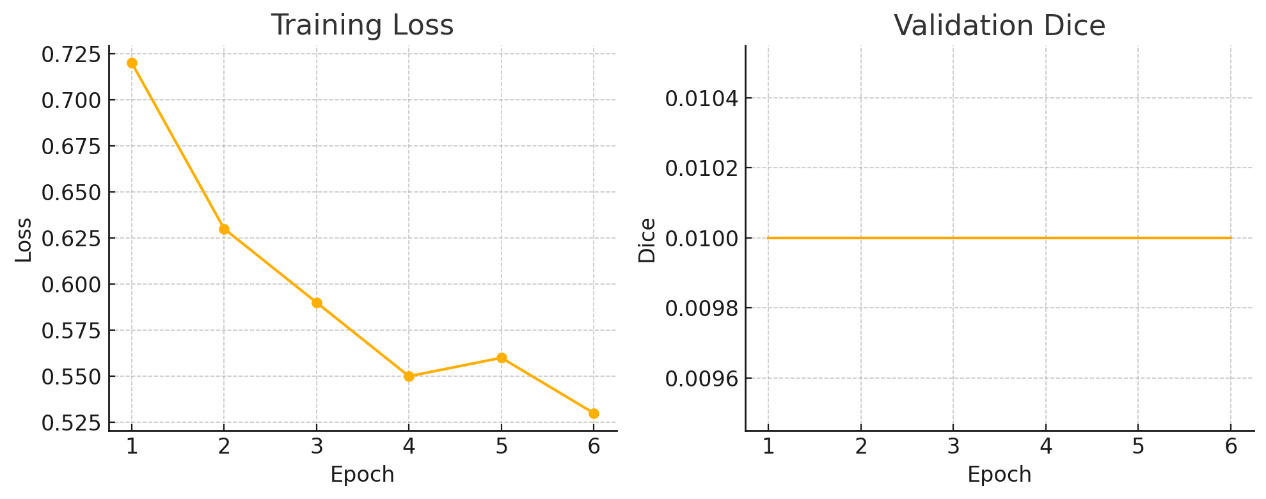 Training Loss
0.725
0.700
0.675
0.650
0.625
0.600
0.575
0.550
0.525
Loss
1 2 3 4 5 6
Epoch
Validation Dice
0.0104
0.0102
0.0100
0.0098
0.0096
Dice
1 2 3 4 5 6
Epoch